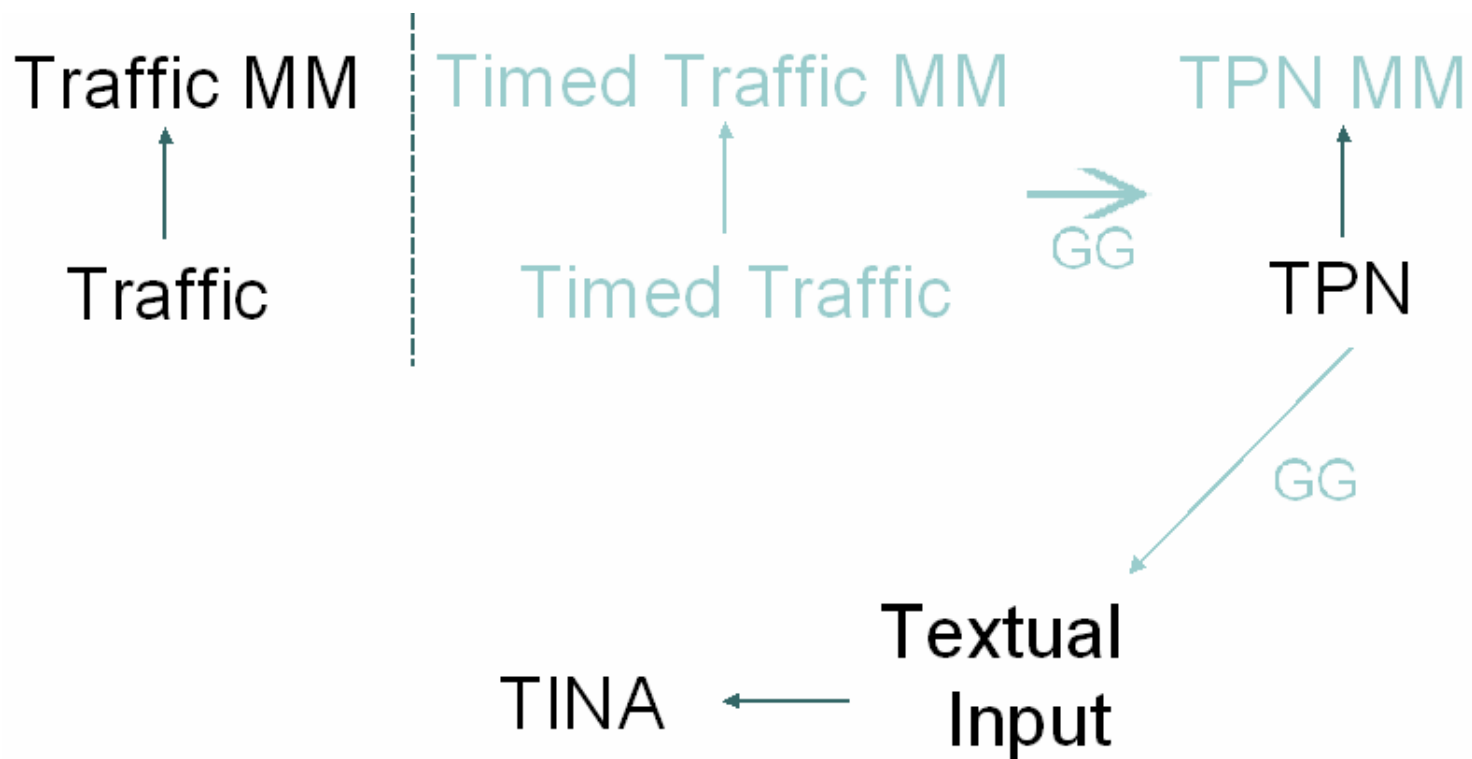 Traffic MM
Timed Traffic MM
TPN MM
GG
Traffic
Timed Traffic
TPN
GG
Textual
Input
TINA